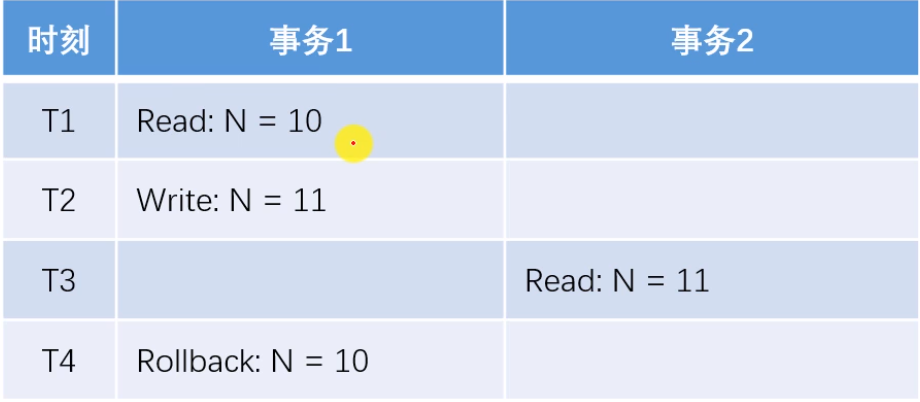 时刻 事务1 事务2
T1 Read: N = 10
T2 Write: N = 11
T3 Read: N = 11
T4 Rollback: N = 10